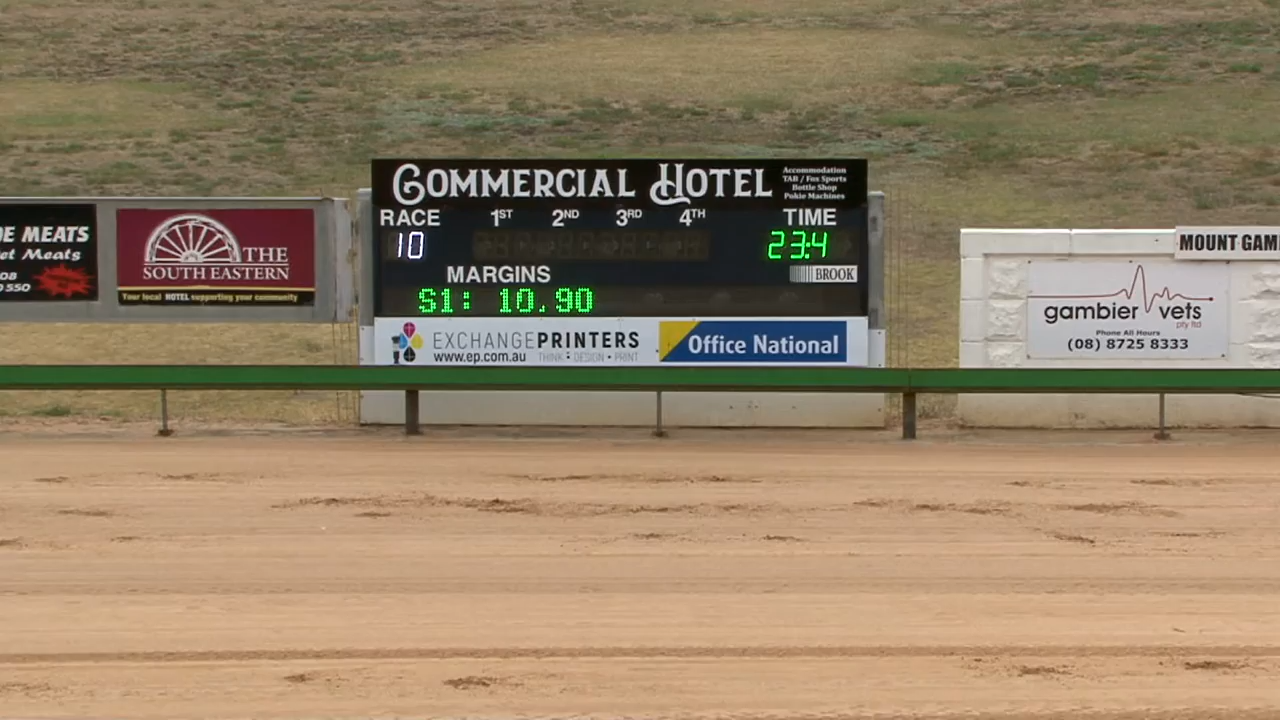 COMMERCIAL HOTEL
Accommodation
TAB / Fox Sports
Bottle Shop
Pokie Machines
RACE 1ST 2ND 3RD 4TH TIME
10 23:4
MARGINS
BROOK
S1: 10.90
EXCHANGEPRINTERS
www.ep.com.au THINK • DESIGN • PRINT
Office National
MEATS
Meats
08
550
THE
SOUTH EASTERN
Your local HOTEL supporting your community
MOUNT GAM
gambier vets
pty ltd
Phone All Hours
(08) 8725 8333